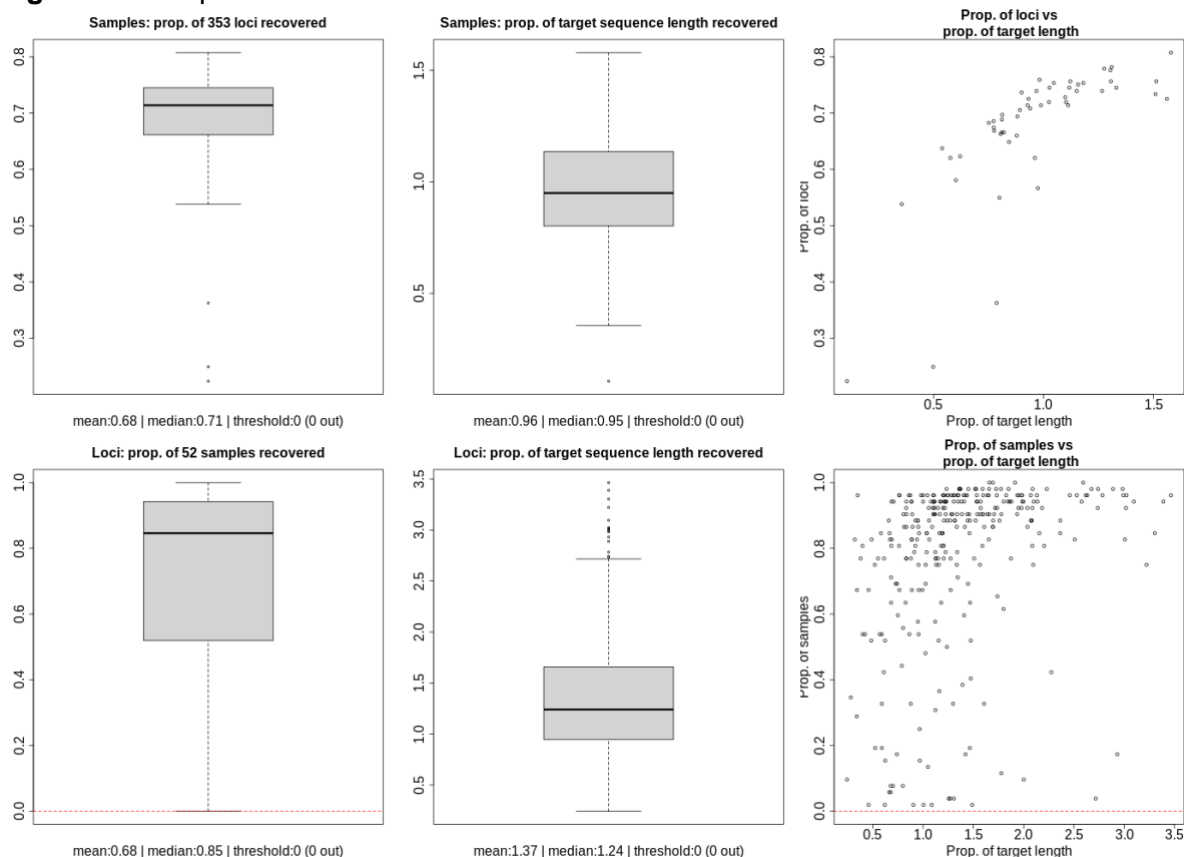 Samples: prop. of 353 loci recovered
0.8
0.7
0.6
0.5
0.4
0.3
mean:0.68 | median:0.71 | threshold:0 (0 out)
Samples: prop. of target sequence length recovered
1.5
1.0
0.5
mean:0.96 | median:0.95 | threshold:0 (0 out)
Prop. of loci vs
prop. of target length
Prop. of loci
0.8
0.7
0.6
0.5
0.4
0.3
0.5 1.0 1.5
Prop. of target length
Loci: prop. of 52 samples recovered
1.0
0.8
0.6
0.4
0.2
0.0
mean:0.68 | median:0.85 | threshold:0 (0 out)
Loci: prop. of target sequence length recovered
3.5
3.0
2.5
2.0
1.5
1.0
0.5
mean:1.37 | median:1.24 | threshold:0 (0 out)
Prop. of samples vs
prop. of target length
Prop. of samples
1.0
0.8
0.6
0.4
0.2
0.0
0.5 1.0 1.5 2.0 2.5 3.0 3.5
Prop. of target length